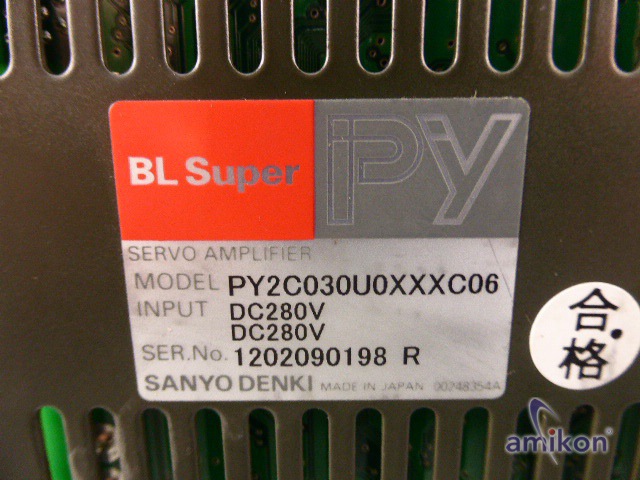 BL Super PY
SERVO AMPLIFIER
MODEL PY2C030U0XXXC06
INPUT DC280V
DC280V
SER.No. 1202090198 R
SANYO DENKI MADE IN JAPAN 00248354A
合格
amikon